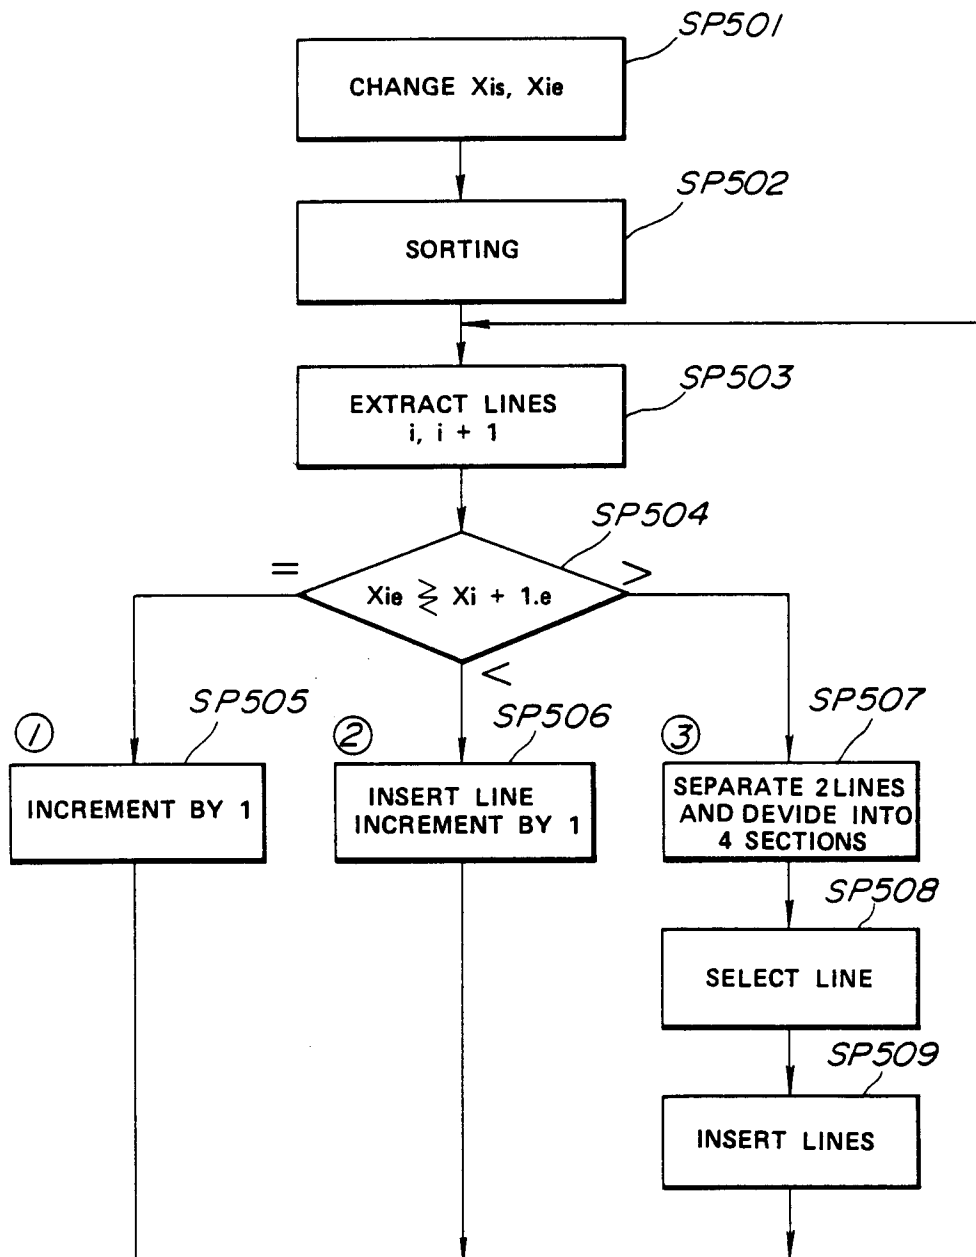 SP501
CHANGE Xis, Xie
SP502
SORTING
SP503
EXTRACT LINES
i, i + 1
SP504
= >
Xie ⪌ Xi + 1.e
<
SP505
①
INCREMENT BY 1
SP506
②
INSERT LINE
INCREMENT BY 1
SP507
③
SEPARATE 2 LINES
AND DEVIDE INTO
4 SECTIONS
SP508
SELECT LINE
SP509
INSERT LINES